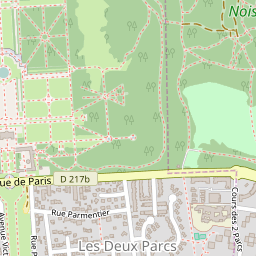 Nois
ue de Paris
D 217b
Rue Parmentier
Avenue Vict
Rue P
Cours des 2 Parcs
Les Deux Parcs